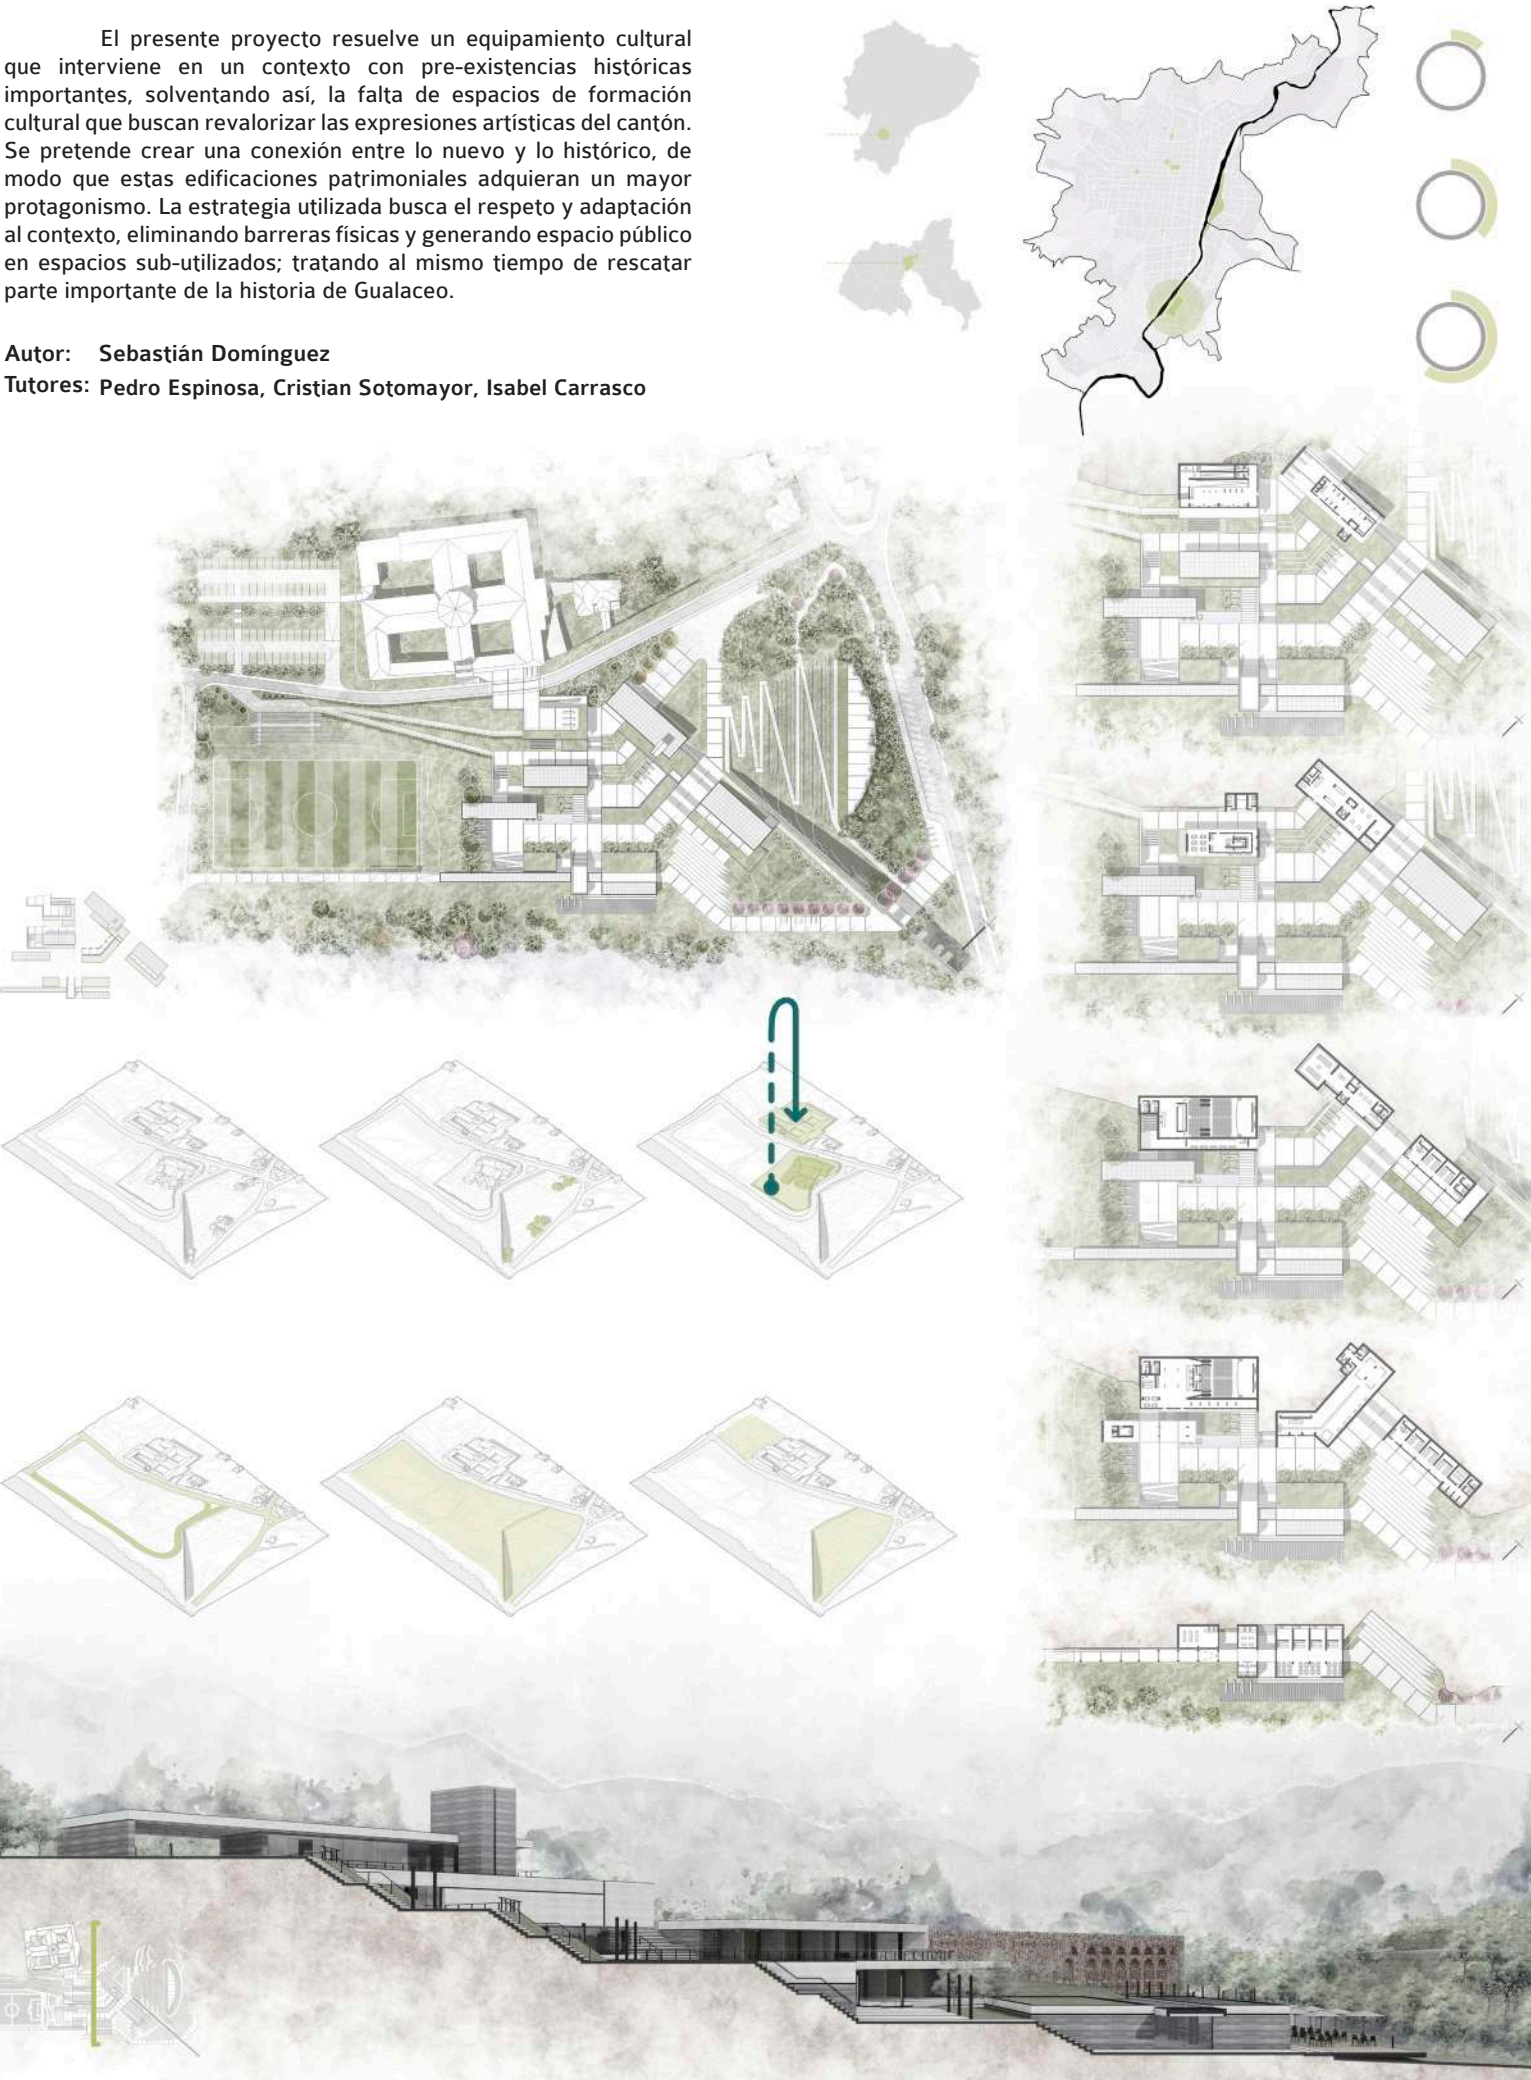 El presente proyecto resuelve un equipamiento cultural
que interviene en un contexto con pre-existencias históricas
importantes, solventando así, la falta de espacios de formación
cultural que buscan revalorizar las expresiones artísticas del cantón.
Se pretende crear una conexión entre lo nuevo y lo histórico, de
modo que estas edificaciones patrimoniales adquieran un mayor
protagonismo. La estrategia utilizada busca el respeto y adaptación
al contexto, eliminando barreras físicas y generando espacio público
en espacios sub-utilizados; tratando al mismo tiempo de rescatar
parte importante de la historia de Gualaceo.
Autor: Sebastián Domínguez
Tutores: Pedro Espinosa, Cristian Sotomayor, Isabel Carrasco